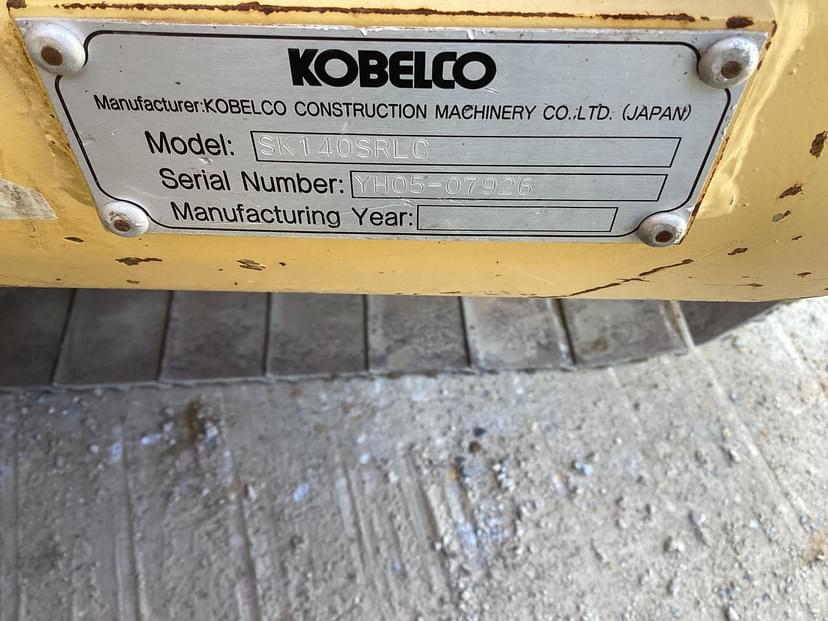 KOBELCO
Manufacturer:KOBELCO CONSTRUCTION MACHINERY CO.,LTD. (JAPAN)
Model: SK140SRLC
Serial Number: YH05-07926
Manufacturing Year: